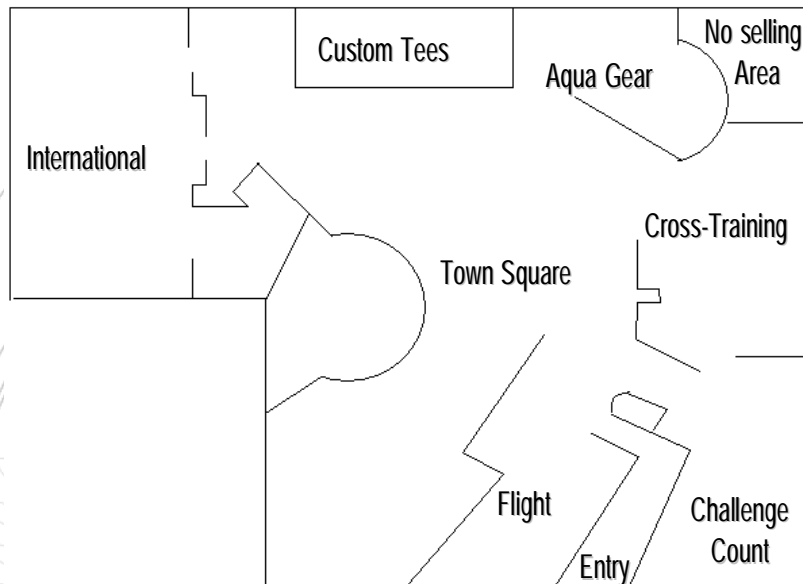 Custom Tees
No selling
Area
Aqua Gear
International
Cross-Training
Town Square
Flight
Challenge
Count
Entry